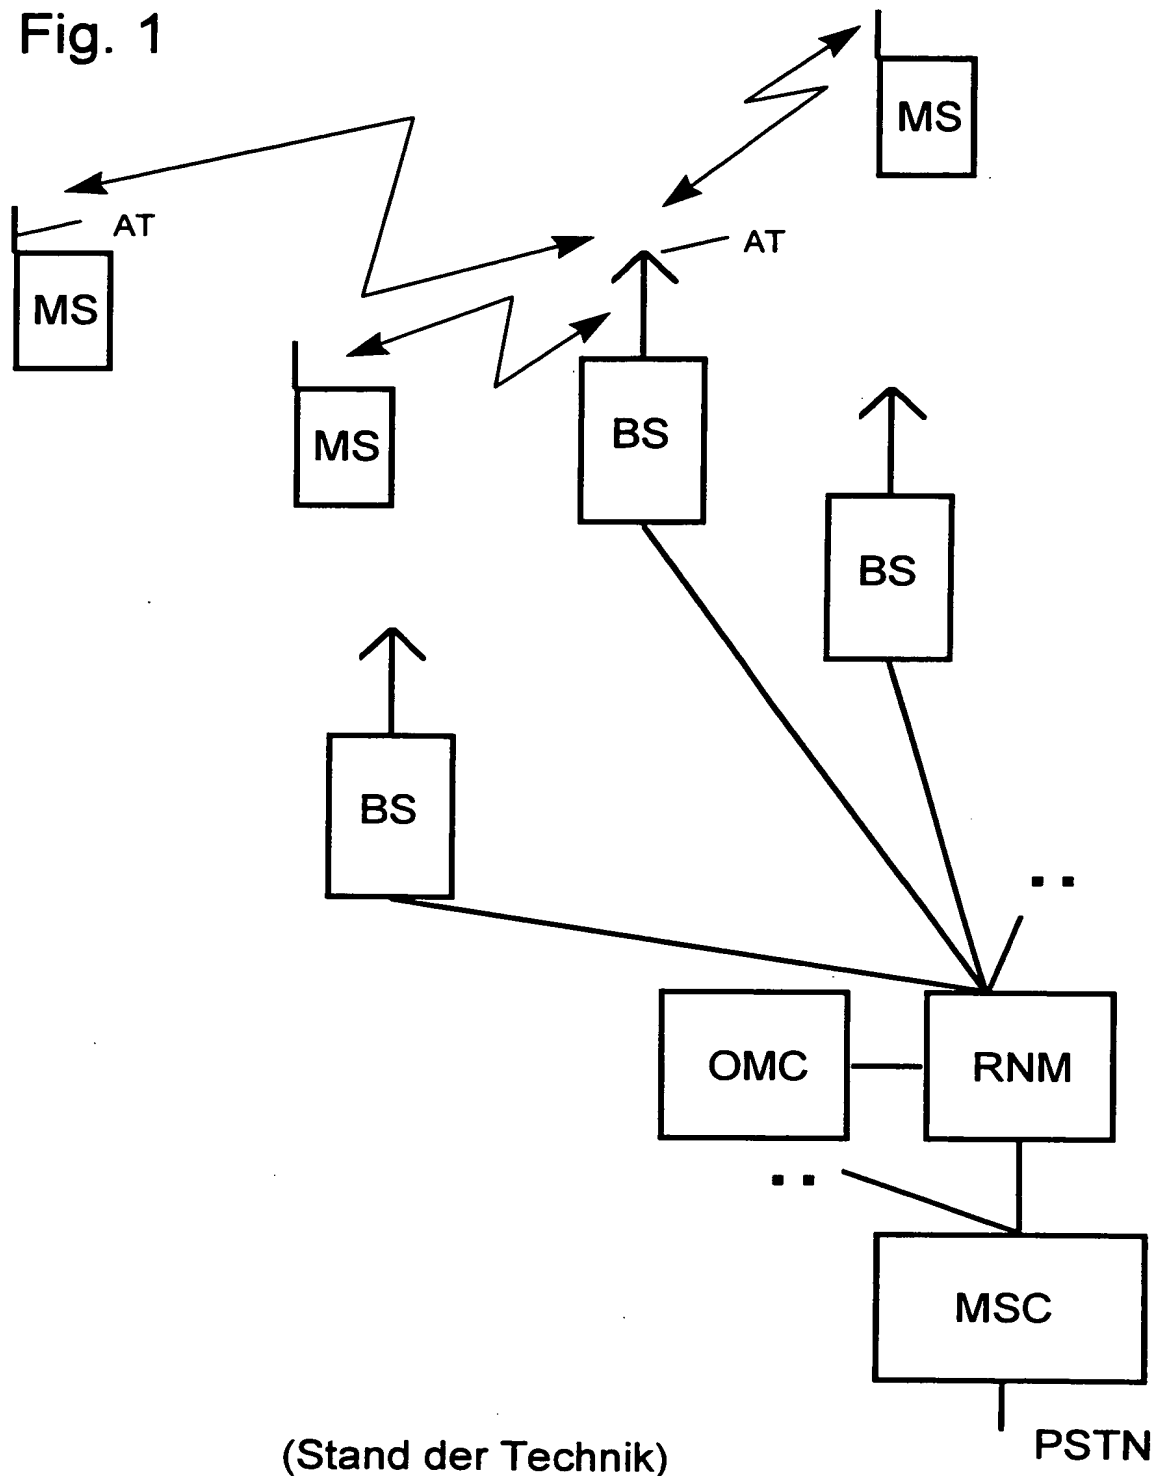 Fig. 1
MS
AT
AT
MS
MS
BS
BS
BS
OMC
RNM
MSC
PSTN
(Stand der Technik)